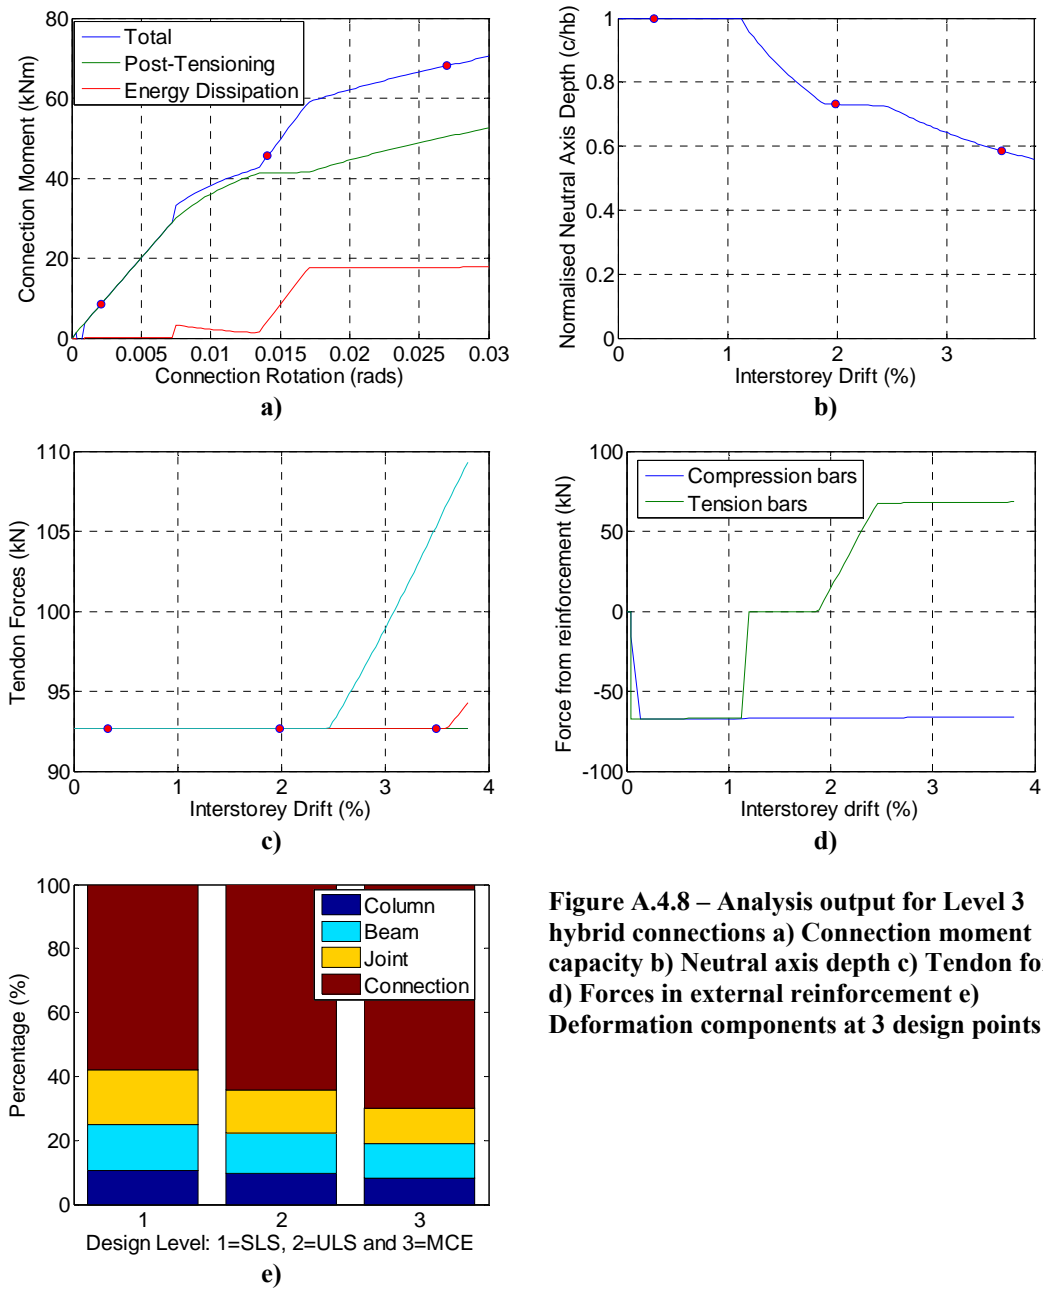 80
60
40
20
0
Connection Moment (kNm)
Total
Post-Tensioning
Energy Dissipation
0 0.005 0.01 0.015 0.02 0.025 0.03
Connection Rotation (rads)
a)
1
0.8
0.6
0.4
0.2
0
Normalised Neutral Axis Depth (c/hb)
0 1 2 3
Interstorey Drift (%)
b)
110
105
100
95
90
Tendon Forces (kN)
0 1 2 3 4
Interstorey Drift (%)
c)
100
50
0
-50
-100
Force from reinforcement (kN)
Compression bars
Tension bars
0 1 2 3 4
Interstorey drift (%)
d)
100
80
60
40
20
0
Percentage (%)
Column
Beam
Joint
Connection
1 2 3
Design Level: 1=SLS, 2=ULS and 3=MCE
e)
Figure A.4.8 – Analysis output for Level 3
hybrid connections a) Connection moment
capacity b) Neutral axis depth c) Tendon
d) Forces in external reinforcement e)
Deformation components at 3 design points